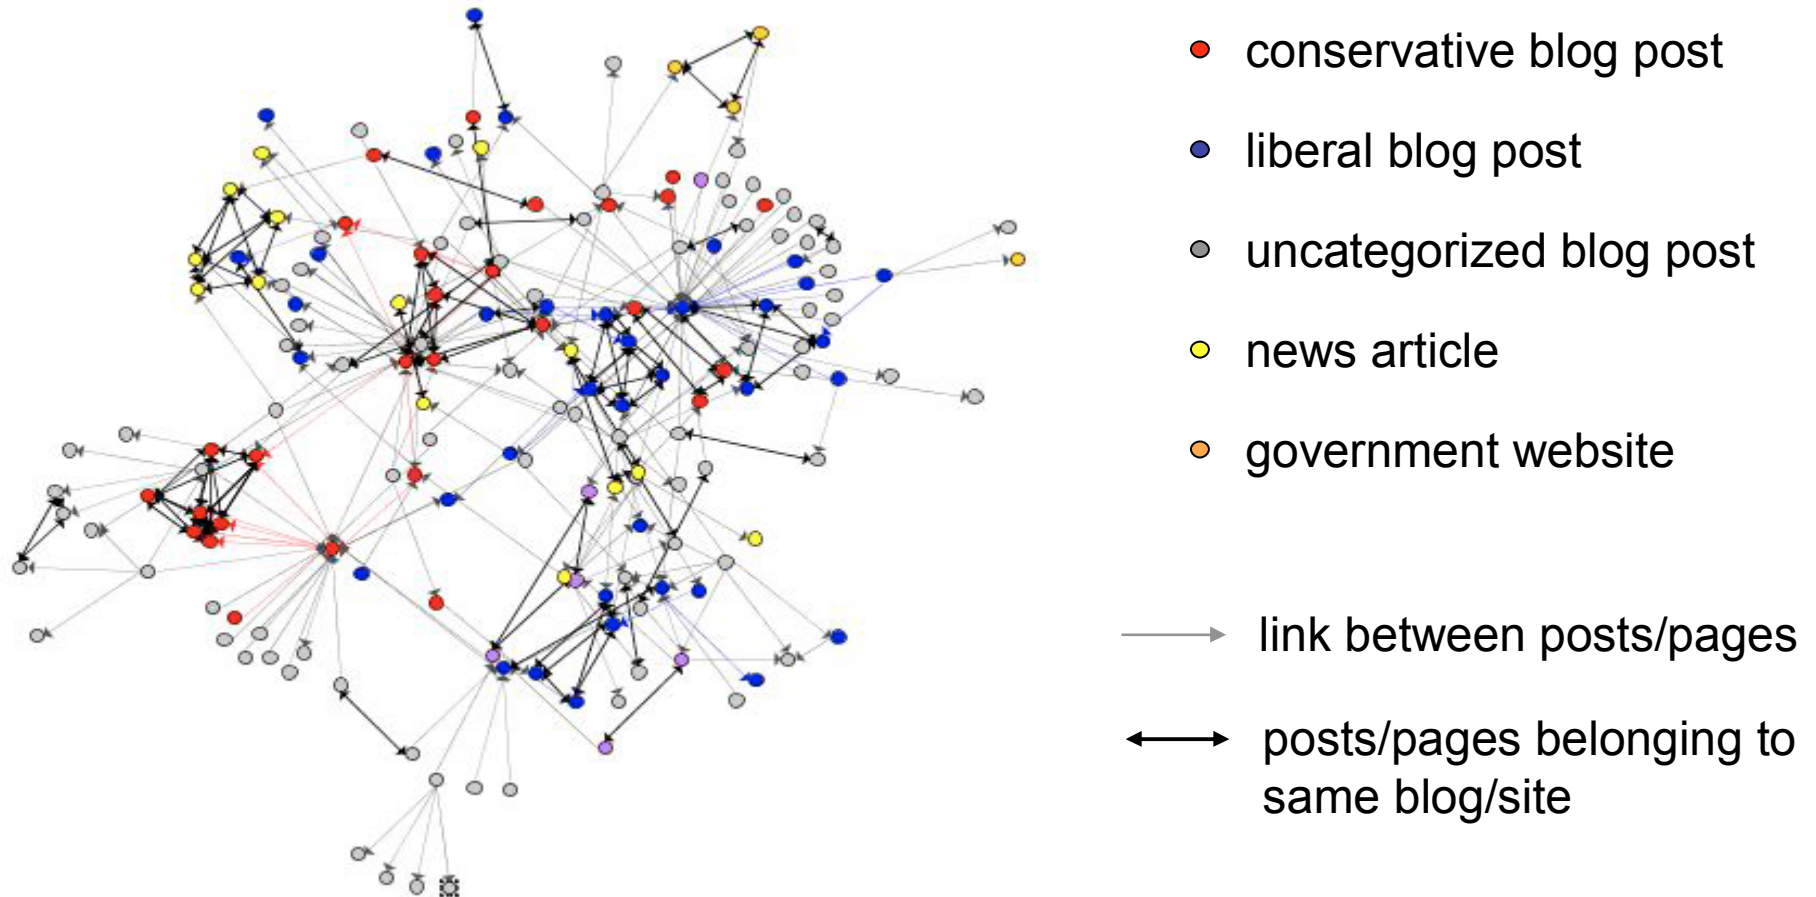 conservative blog post
liberal blog post
uncategorized blog post
news article
government website
link between posts/pages
posts/pages belonging to
same blog/site